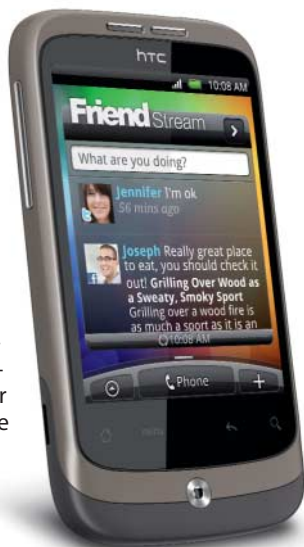 hTC
10:08 AM
Friend Stream
What are you doing?
Jennifer I'm ok
56 mins ago
Joseph Really great place
to eat, you should check it
out! Grilling Over Wood as
a Sweaty, Smoky Sport
Grilling over a wood fire is
as much a sport as it is an
10:08 AM
Phone
menu
r
e